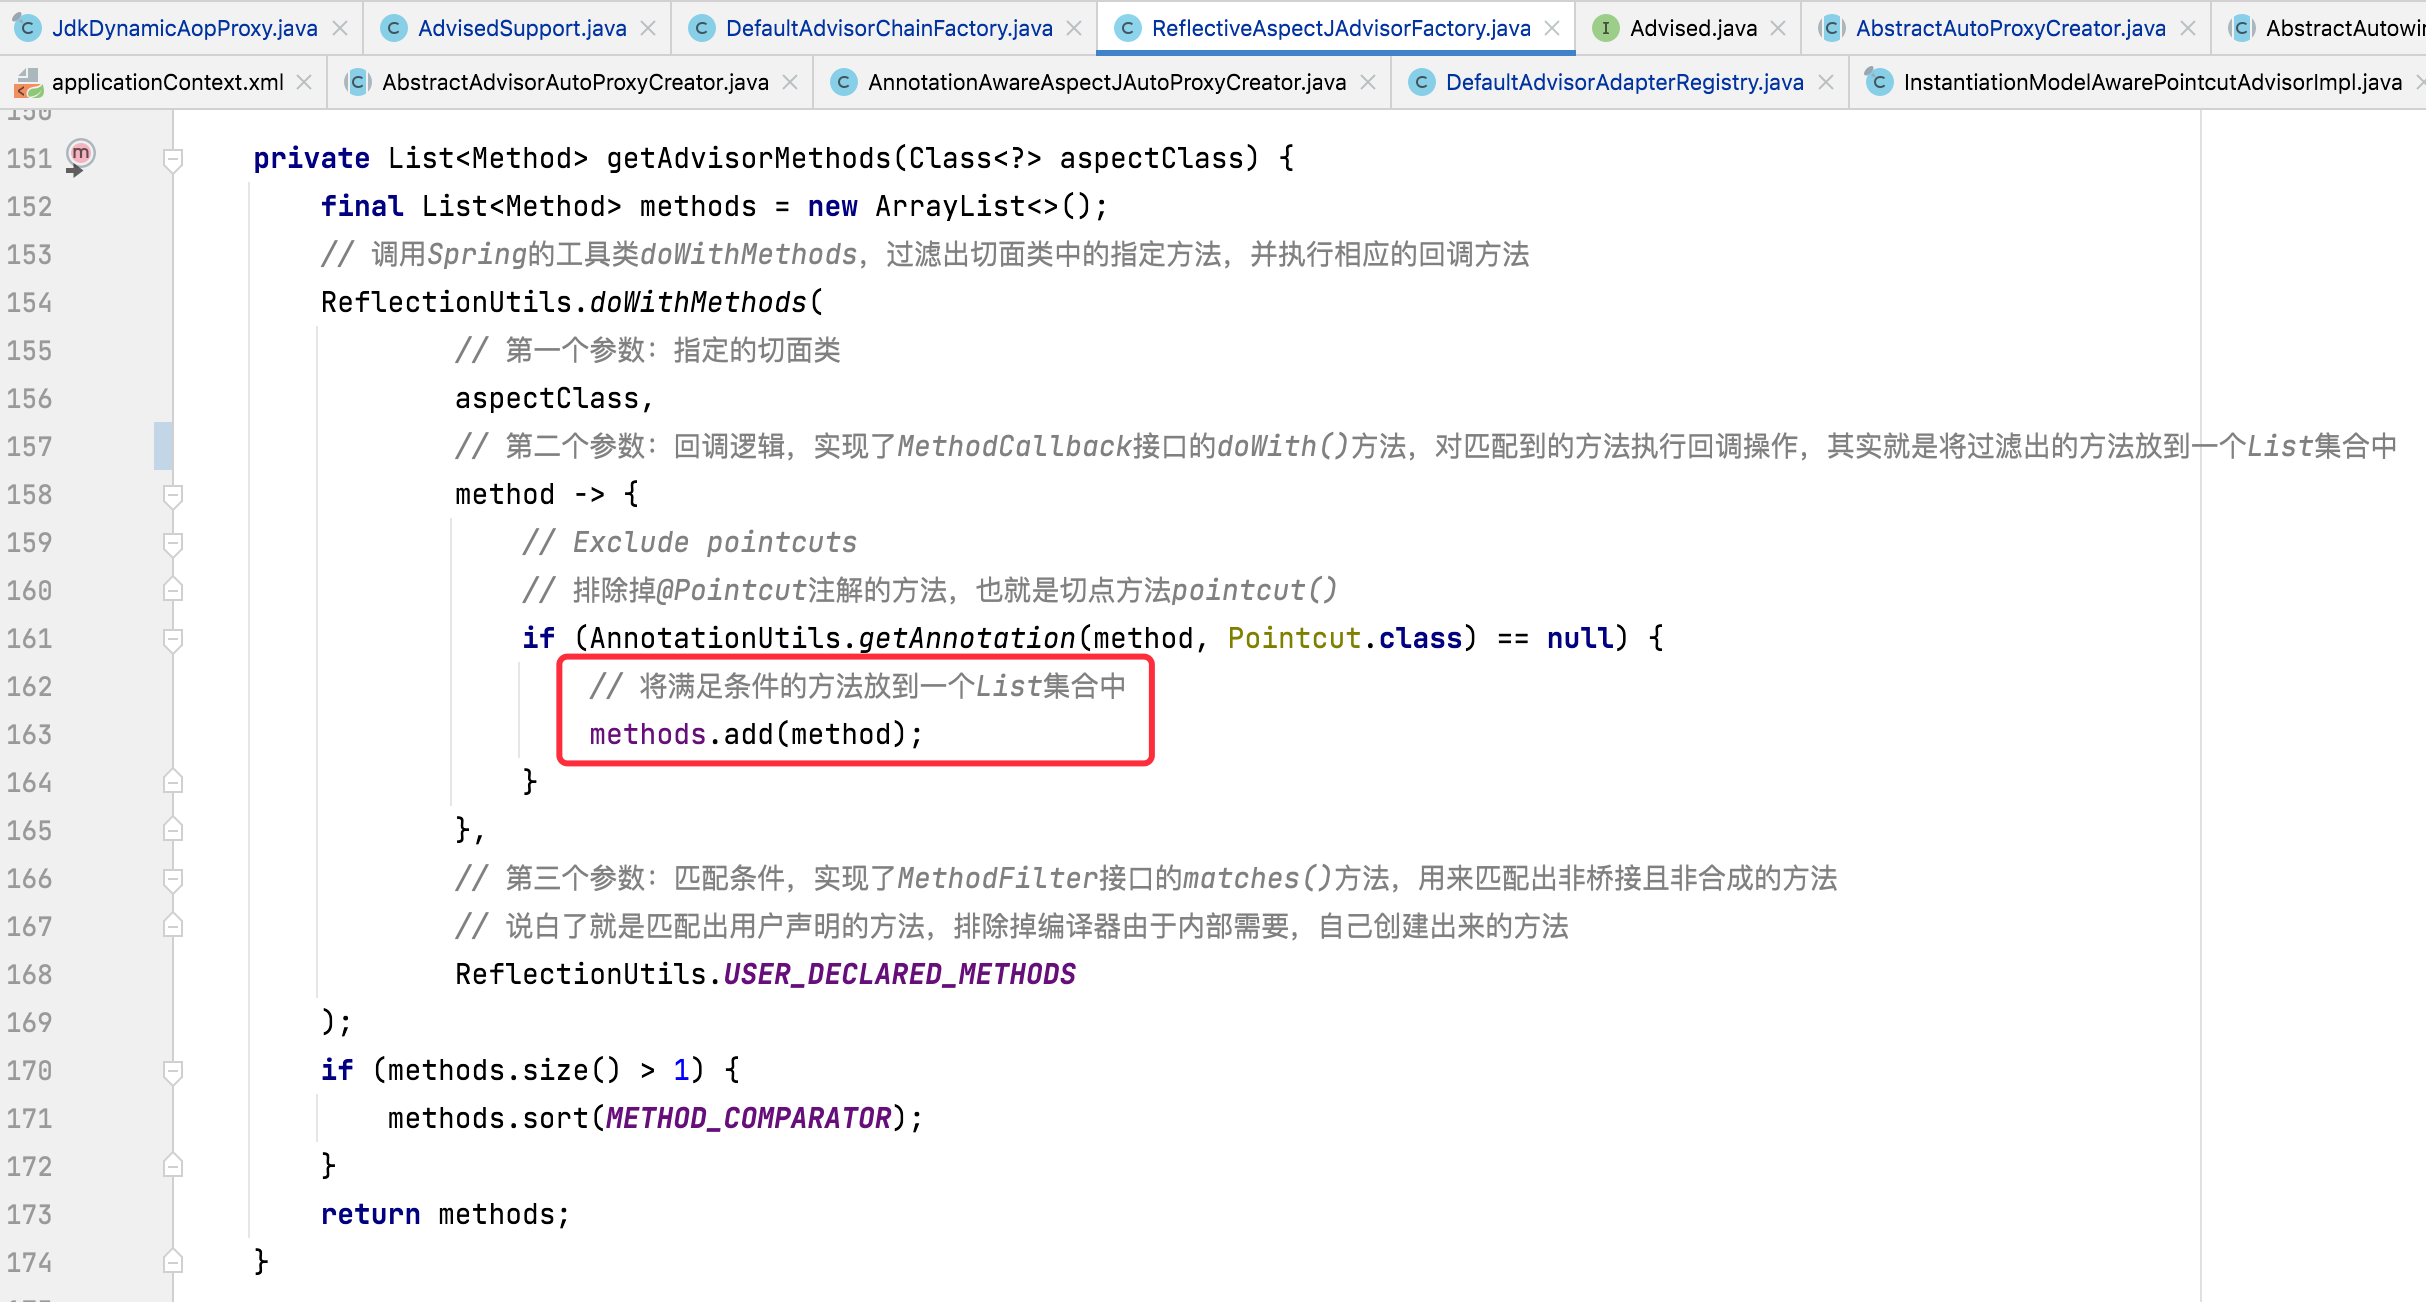 JdkDynamicAopProxy.java AdvisedSupport.java DefaultAdvisorChainFactory.java ReflectiveAspectJAdvisorFactory.java Advised.java AbstractAutoProxyCreator.java AbstractAutowi
applicationContext.xml AbstractAdvisorAutoProxyCreator.java AnnotationAwareAspectJAutoProxyCreator.java DefaultAdvisorAdapterRegistry.java InstantiationModelAwarePointcutAdvisorImpl.java
150
151 private List<Method> getAdvisorMethods(Class<?> aspectClass) {
152 final List<Method> methods = new ArrayList<>();
153 // 调用Spring的工具类doWithMethods，过滤出切面类中的指定方法，并执行相应的回调方法
154 ReflectionUtils.doWithMethods(
155 // 第一个参数：指定的切面类
156 aspectClass,
157 // 第二个参数：回调逻辑，实现了MethodCallback接口的doWith()方法，对匹配到的方法执行回调操作，其实就是将过滤出的方法放到一个List集合中
158 method -> {
159 // Exclude pointcuts
160 // 排除掉@Pointcut注解的方法，也就是切点方法pointcut()
161 if (AnnotationUtils.getAnnotation(method, Pointcut.class) == null) {
162 // 将满足条件的方法放到一个List集合中
163 methods.add(method);
164 }
165 },
166 // 第三个参数：匹配条件，实现了MethodFilter接口的matches()方法，用来匹配出非桥接且非合成的方法
167 // 说白了就是匹配出用户声明的方法，排除掉编译器由于内部需要，自己创建出来的方法
168 ReflectionUtils.USER_DECLARED_METHODS
169 );
170 if (methods.size() > 1) {
171 methods.sort(METHOD_COMPARATOR);
172 }
173 return methods;
174 }